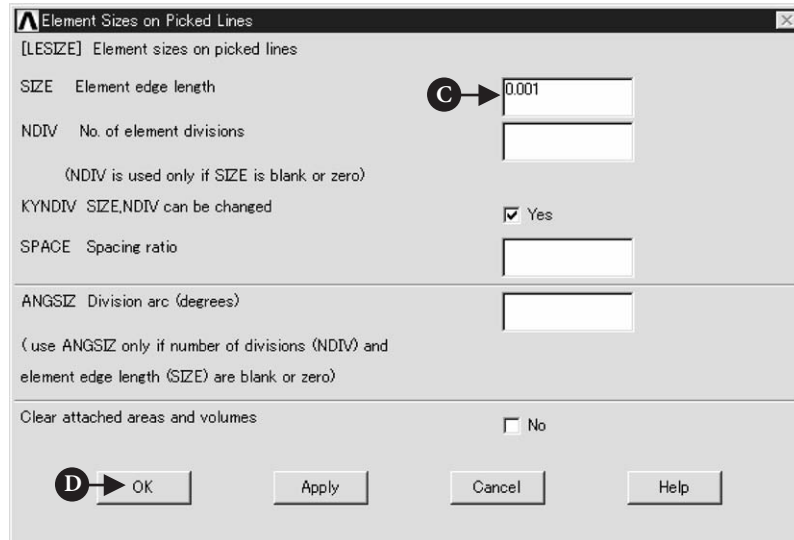 Element Sizes on Picked Lines
[LESIZE] Element sizes on picked lines
SIZE Element edge length
C
0.001
NDIV No. of element divisions
(NDIV is used only if SIZE is blank or zero)
KYNDIV SIZE,NDIV can be changed
Yes
SPACE Spacing ratio
ANGSIZ Division arc (degrees)
( use ANGSIZ only if number of divisions (NDIV) and
element edge length (SIZE) are blank or zero)
Clear attached areas and volumes
No
D
OK
Apply
Cancel
Help